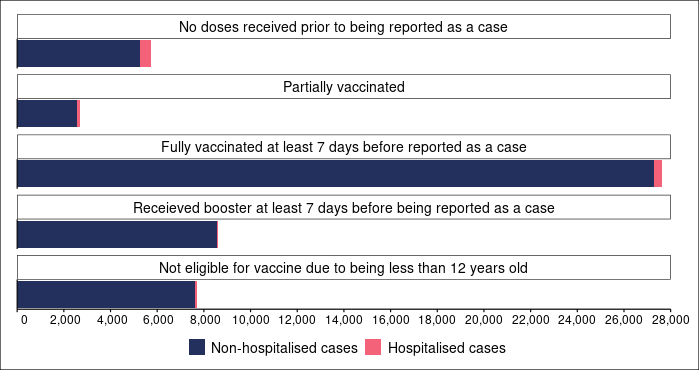 No doses received prior to being reported as a case
Partially vaccinated
Fully vaccinated at least 7 days before reported as a case
Receieved booster at least 7 days before being reported as a case
Not eligible for vaccine due to being less than 12 years old
0 2,000 4,000 6,000 8,000 10,000 12,000 14,000 16,000 18,000 20,000 22,000 24,000 26,000 28,000
Non-hospitalised cases Hospitalised cases